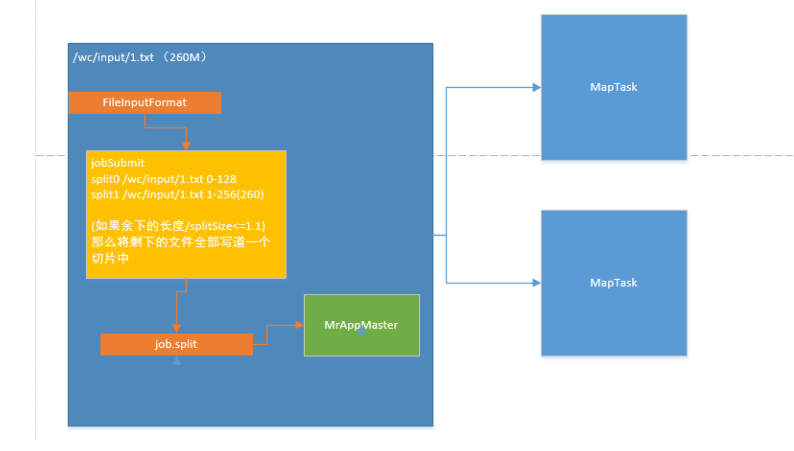 /wc/input/1.txt （260M）
FileInputFormat
jobSubmit
split0 /wc/input/1.txt 0-128
split1 /wc/input/1.txt 1-256(260)
(如果余下的长度/splitSize<=1.1)
那么将剩下的文件全部写道一个
切片中
job.split
MrAppMaster
MapTask
MapTask